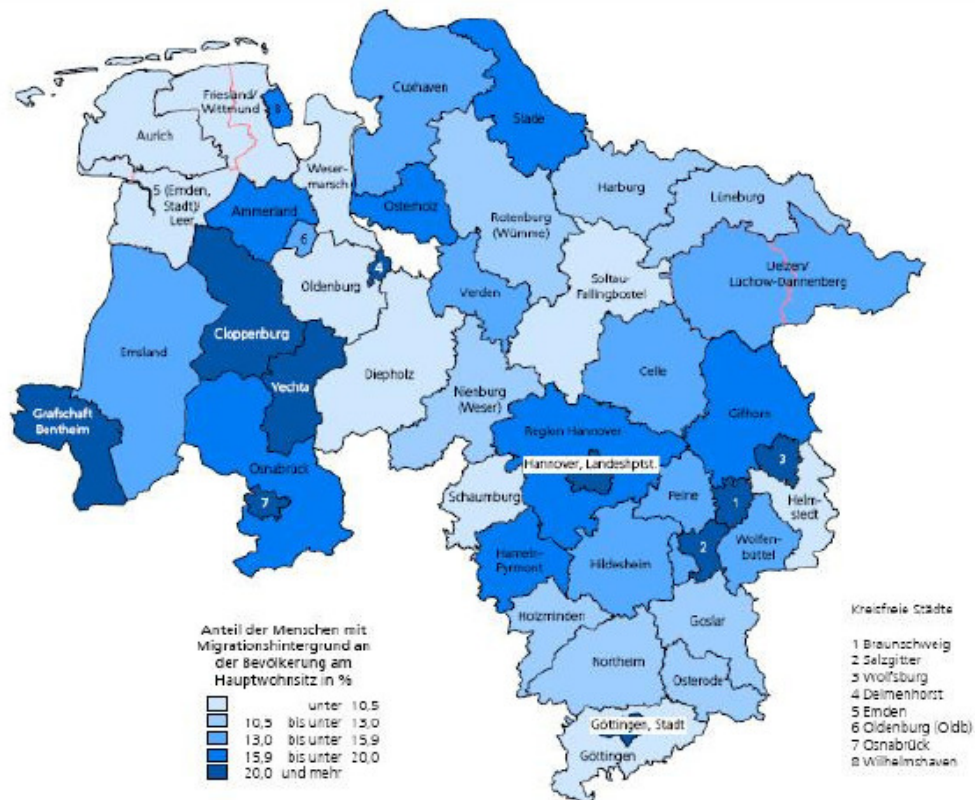 Cuxhaven
Stade
Friesland/
Wittmund
8
Aurich
Weser-
marsch
Harburg
Lüneburg
5 (Emden,
Stadt)/
Leer
Ammerland
Osterholz
Rotenburg
(Wümme)
6
4
Oldenburg
Soltau-
Fallingbostel
Uelzen/
Lüchow-Dannenberg
Verden
Cloppenburg
Emsland
Vechta
Diepholz
Nienburg
(Weser)
Celle
Gifhorn
Grafschaft
Bentheim
Region Hannover
Hannover, Landeshptst.
3
Osnabrück
7
Schaumburg
Peine
1
Helm-
stedt
2
Wolfen-
büttel
Hameln-
Pyrmont
Hildesheim
Holzminden
Goslar
Northeim
Osterode
Göttingen, Stadt
Göttingen
Anteil der Menschen mit
Migrationshintergrund an
der Bevölkerung am
Hauptwohnsitz in %
unter 10,5
10,5 bis unter 13,0
13,0 bis unter 15,9
15,9 bis unter 20,0
20,0 und mehr
Kreisfreie Städte
1 Braunschweig
2 Salzgitter
3 Wolfsburg
4 Delmenhorst
5 Emden
6 Oldenburg (Oldb)
7 Osnabrück
8 Wilhelmshaven